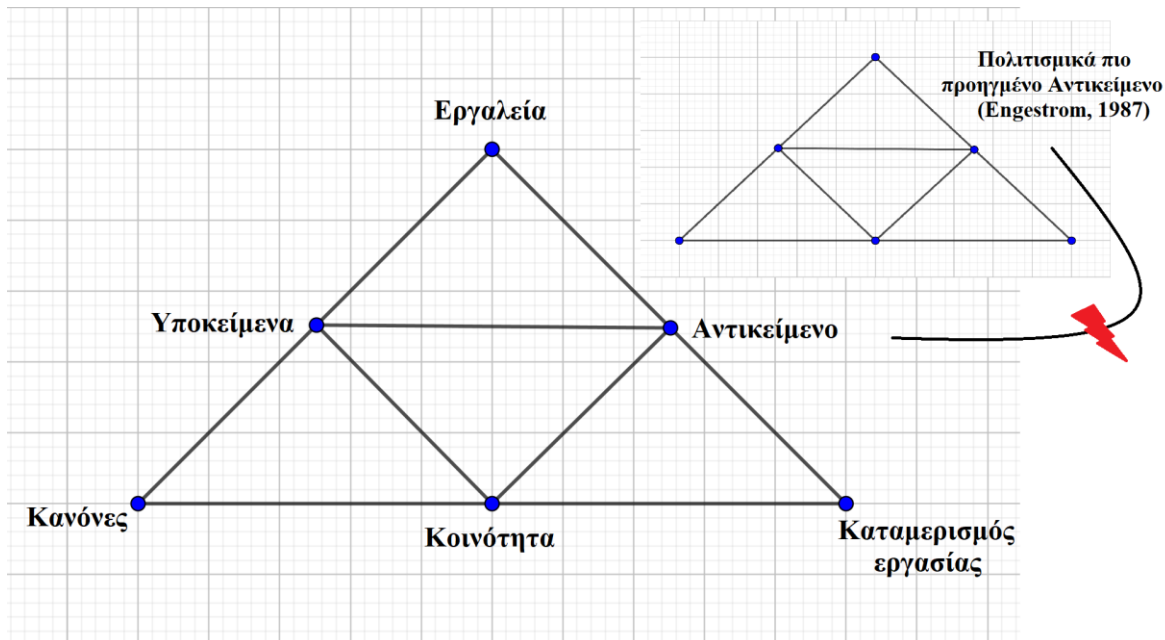 Πολιτισμικά πιο
προηγμένο Αντικείμενο
(Engestrom, 1987)
Εργαλεία
Υποκείμενα
Αντικείμενο
Κανόνες
Κοινότητα
Καταμερισμός
εργασίας